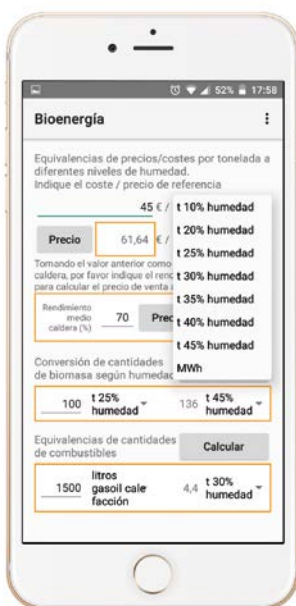 52% 17:58
Bioenergía
Equivalencias de precios/costes por tonelada a
diferentes niveles de humedad.
Indique el coste / precio de referencia
45 € /
t 10% humedad
t 20% humedad
t 25% humedad
t 30% humedad
t 35% humedad
t 40% humedad
t 45% humedad
MWh
Precio 61,64 € /
Tomando el valor anterior como
caldera, por favor indique el
para calcular el precio de venta
Rendimiento
medio
caldera (%)
70
Conversión de cantidades
de biomasa según
100 t 25%
humedad
136 t 45%
humedad
Equivalencias de cantidades
de combustibles
Calcular
1500 litros
gasoil cale
facción
4,4 t 30%
humedad